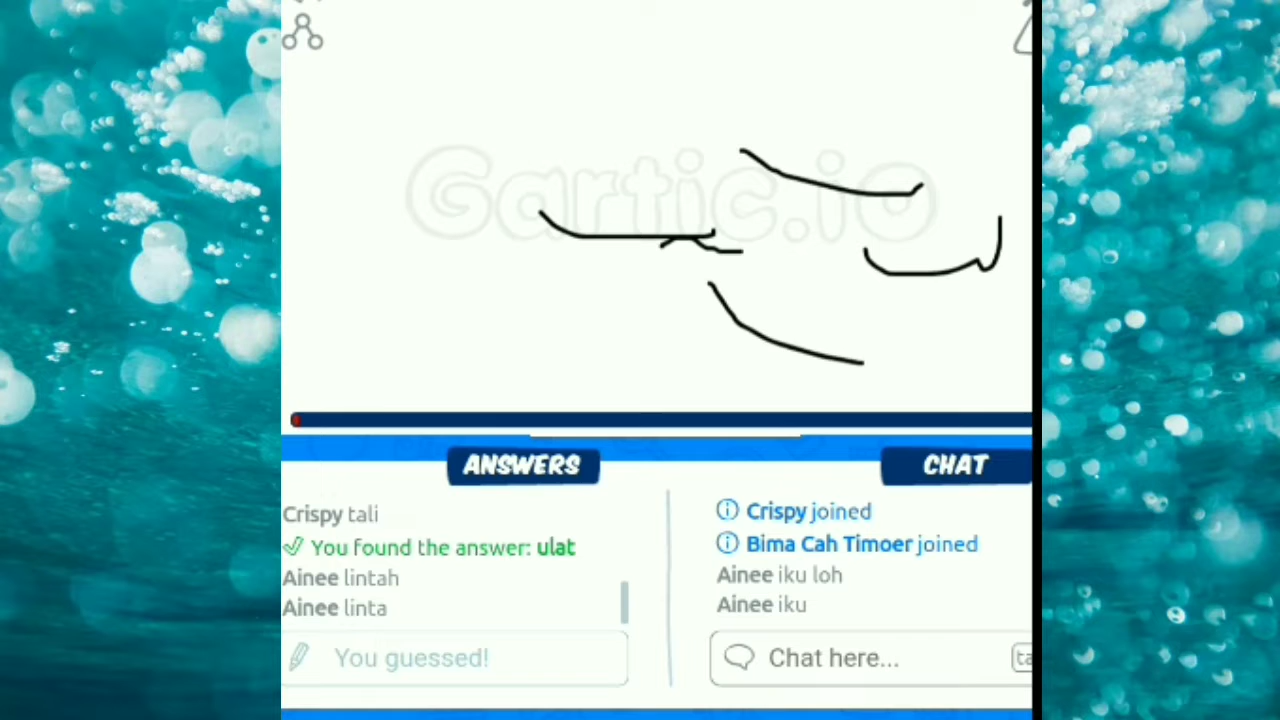 Gartic.io
ANSWERS
CHAT
Crispy tali
You found the answer: ulat
Ainee lintah
Ainee linta
You guessed!
Crispy joined
Bima Cah Timoer joined
Ainee iku loh
Ainee iku
Chat here...
ta